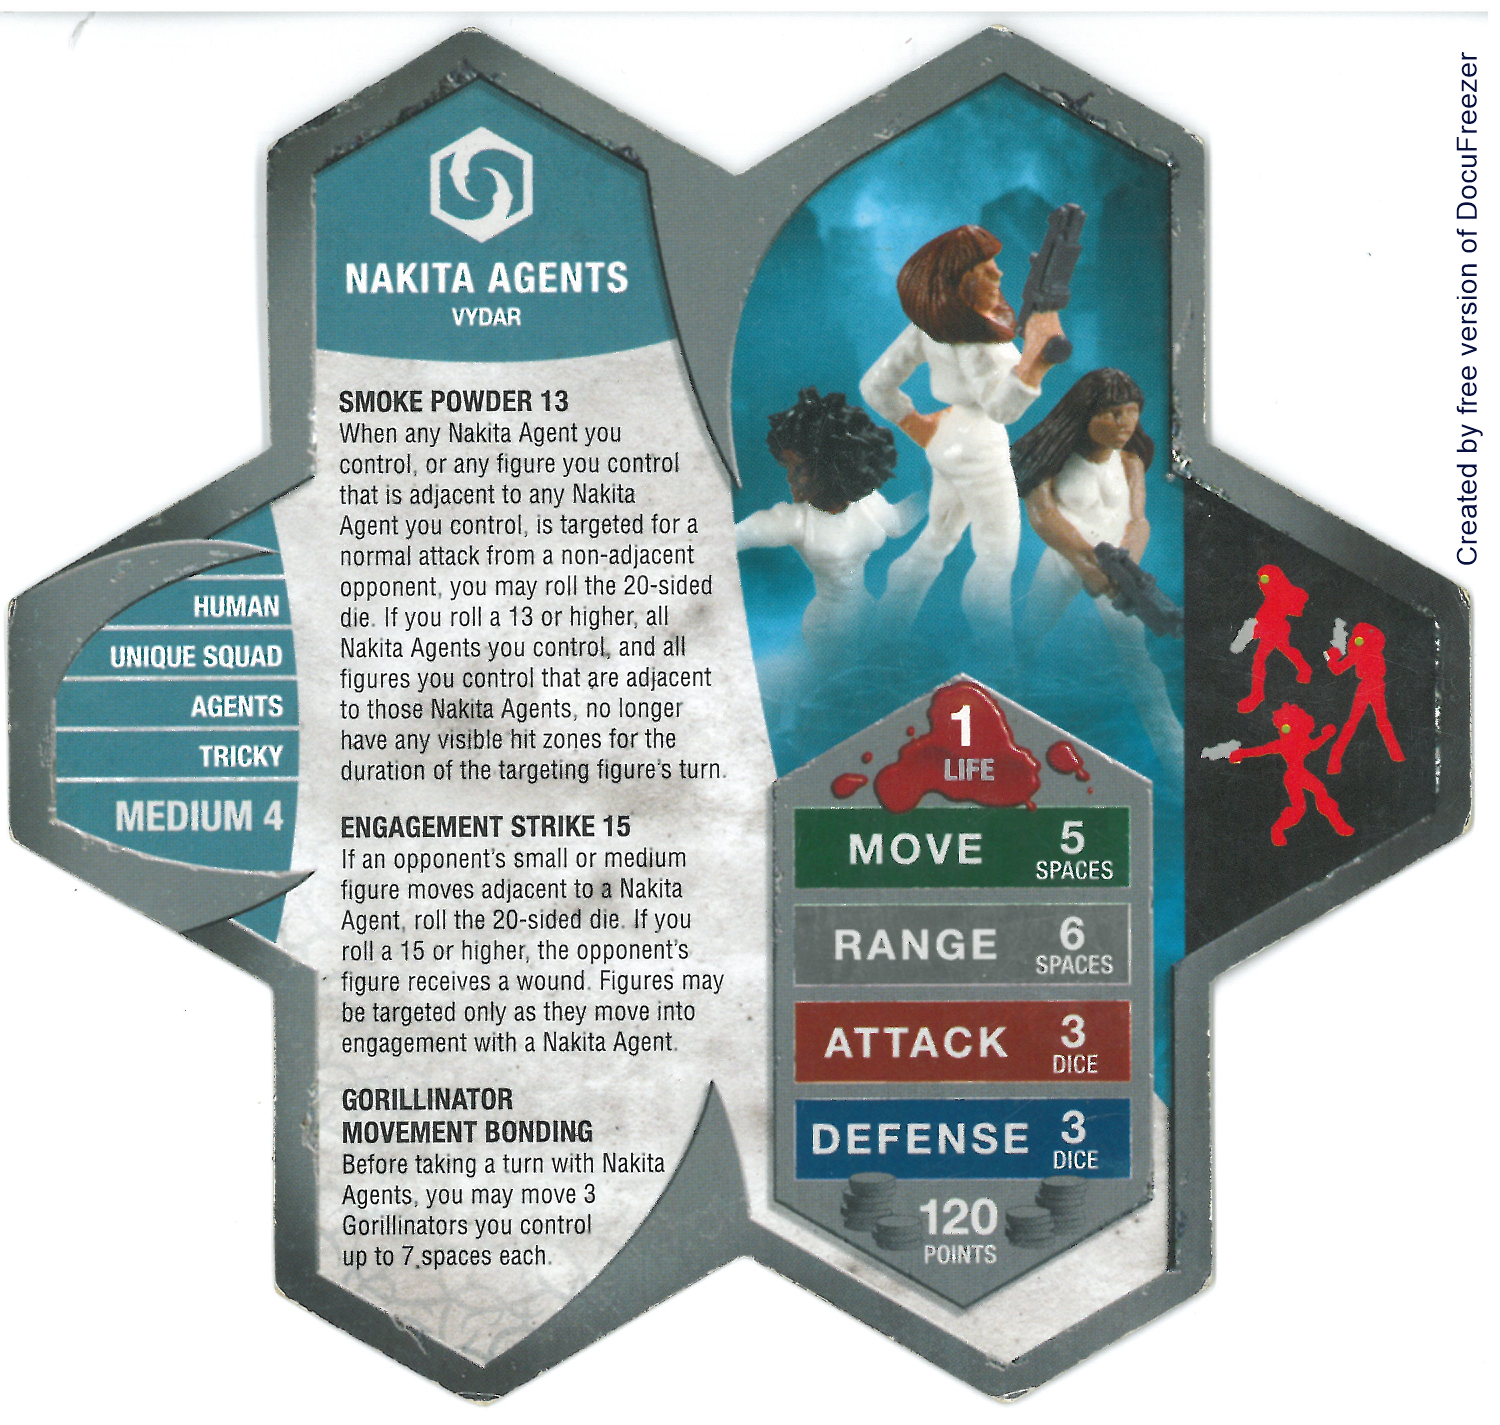 NAKITA AGENTS
VYDAR
SMOKE POWDER 13
When any Nakita Agent you
control, or any figure you control
that is adjacent to any Nakita
Agent you control, is targeted for a
normal attack from a non-adjacent
opponent, you may roll the 20-sided
die. If you roll a 13 or higher, all
Nakita Agents you control, and all
figures you control that are adjacent
to those Nakita Agents, no longer
have any visible hit zones for the
duration of the targeting figure's turn.
ENGAGEMENT STRIKE 15
If an opponent's small or medium
figure moves adjacent to a Nakita
Agent, roll the 20-sided die. If you
roll a 15 or higher, the opponent's
figure receives a wound. Figures may
be targeted only as they move into
engagement with a Nakita Agent.
GORILLINATOR
MOVEMENT BONDING
Before taking a turn with Nakita
Agents, you may move 3
Gorillinators you control
up to 7 spaces each.
HUMAN
UNIQUE SQUAD
AGENTS
TRICKY
MEDIUM 4
1
LIFE
MOVE 5
SPACES
RANGE 6
SPACES
ATTACK 3
DICE
DEFENSE 3
DICE
120
POINTS
Created by free version of DocuFreezer